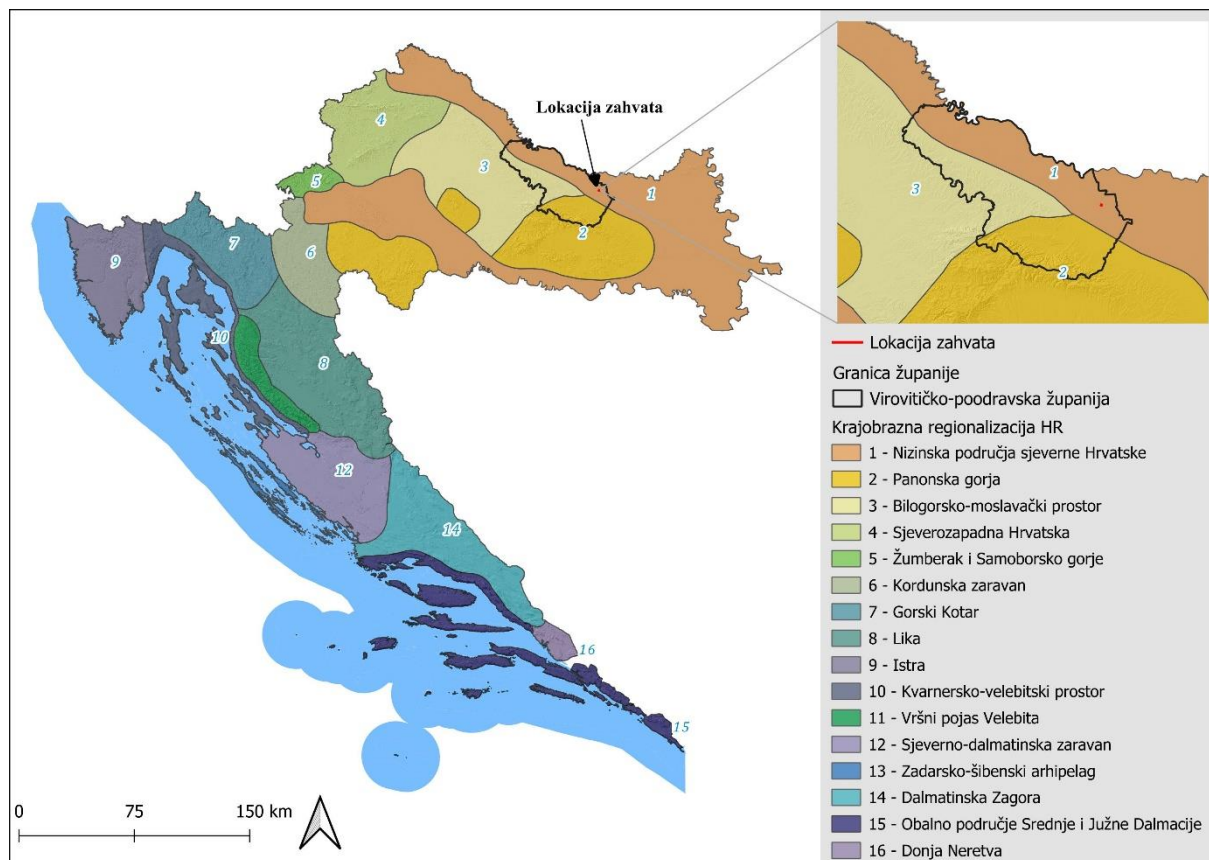 Lokacija zahvata
4
3
1
5
2
7
6
9
10
8
12
14
16
15
0 75 150 km
1
3
2
Lokacija zahvata
Granica županije
Virovitičko-poodravska županija
Krajobrazna regionalizacija HR
1 - Nizinska područja sjeverne Hrvatske
2 - Panonska gorja
3 - Bilogorsko-moslavački prostor
4 - Sjeverozapadna Hrvatska
5 - Žumberak i Samoborsko gorje
6 - Kordunska zaravan
7 - Gorski Kotar
8 - Lika
9 - Istra
10 - Kvarnersko-velebitski prostor
11 - Vršni pojas Velebita
12 - Sjeverno-dalmatinska zaravan
13 - Zadarsko-šibenski arhipelag
14 - Dalmatinska Zagora
15 - Obalno područje Srednje i Južne Dalmacije
16 - Donja Neretva